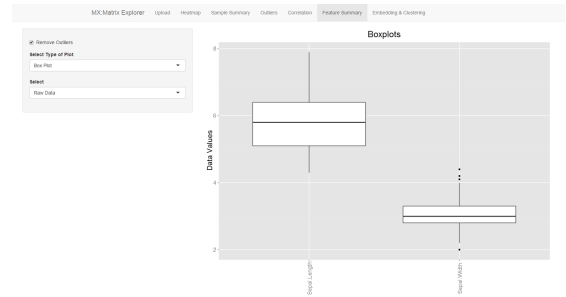 MX:Matrix Explorer Upload Heatmap Sample Summary Outliers Correlation Feature Summary Embedding & Clustering
Remove Outliers
Select Type of Plot
Box Plot
Select
Raw Data
Boxplots
Data Values
8
6
4
2
Sepal.Length
Sepal.Width